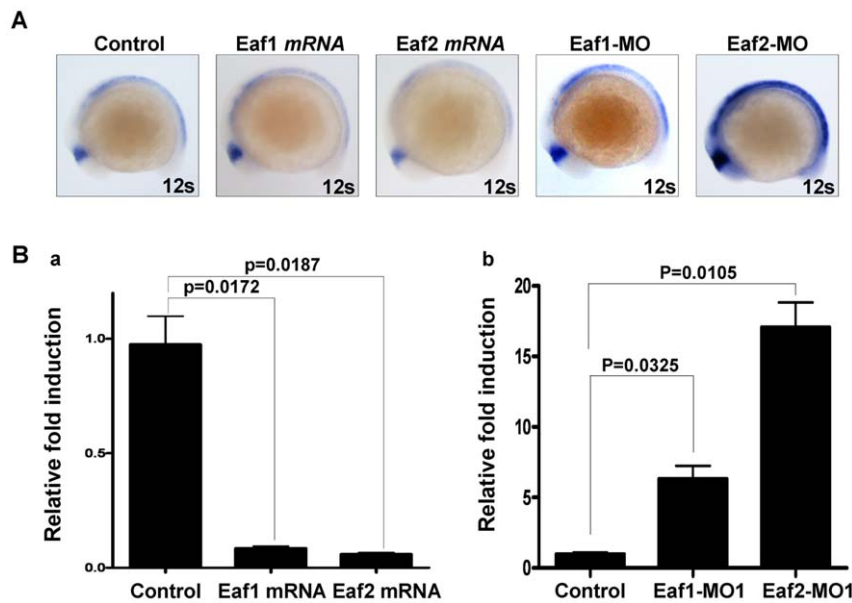 A
Control Eaf1 mRNA Eaf2 mRNA Eaf1-MO Eaf2-MO
12s 12s 12s 12s 12s
B
a
p=0.0187
p=0.0172
1.0
0.5
0.0
Relative fold induction
Control Eaf1 mRNA Eaf2 mRNA
b
P=0.0105
P=0.0325
20
15
10
5
0
Relative fold induction
Control Eaf1-MO1 Eaf2-MO1